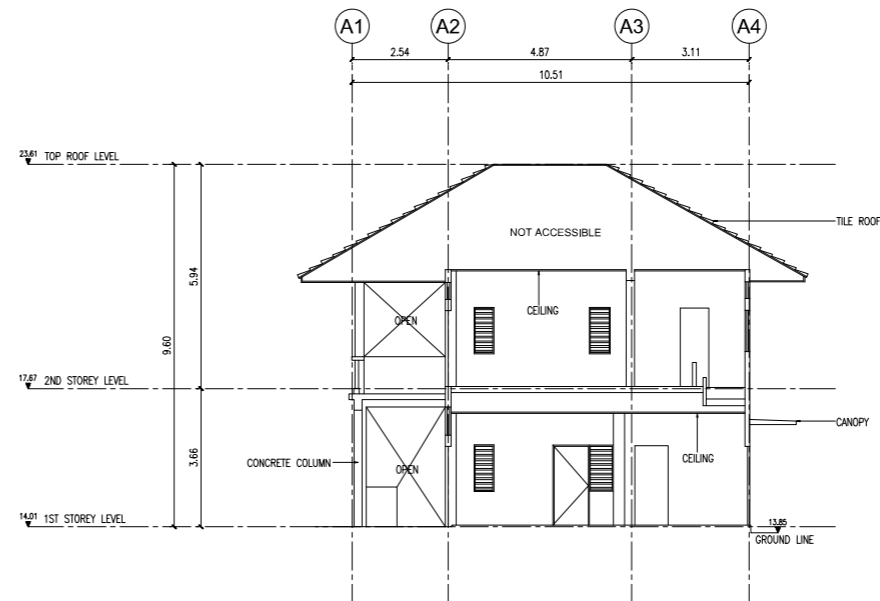 A1 A2 A3 A4
2.54 4.87 3.11
10.51
23.61 TOP ROOF LEVEL
TILE ROOF
NOT ACCESSIBLE
5.94
CEILING
OPEN
9.60
17.67 2ND STOREY LEVEL
CANOPY
3.66
CONCRETE COLUMN
OPEN
CEILING
14.01 1ST STOREY LEVEL
13.85
GROUND LINE